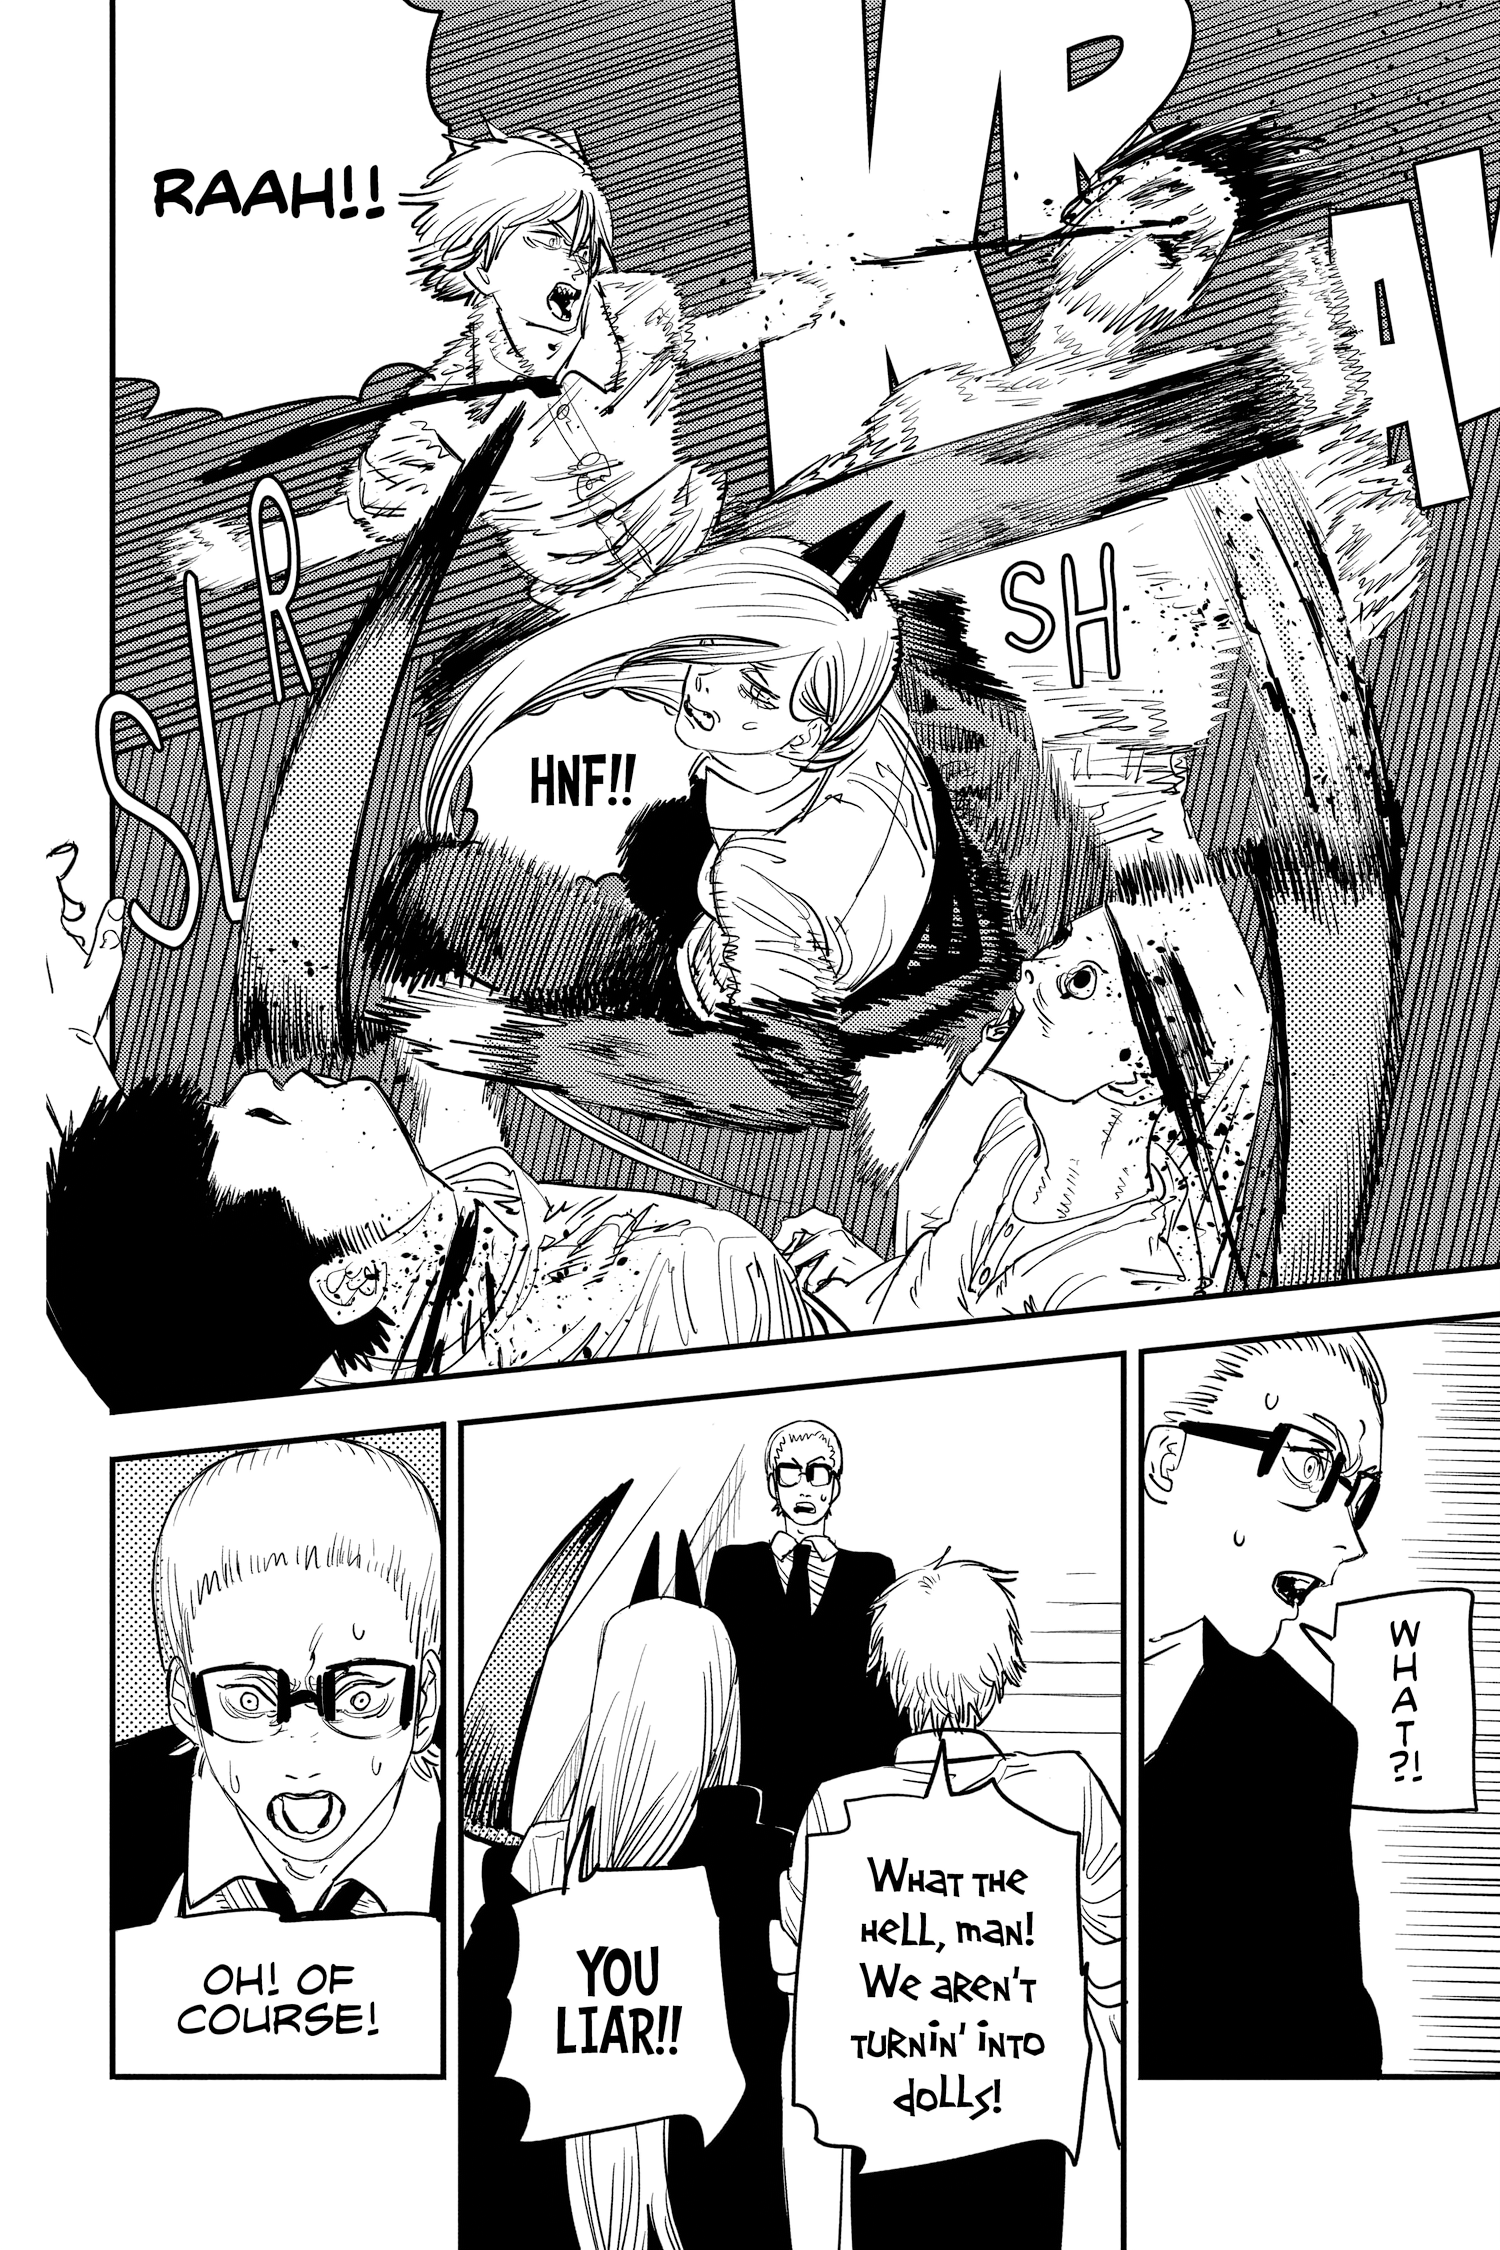 RAAH!!
SH
HNF!!
SLR
WHAT?!
WHAT THE
HELL, MAN!
WE AREN'T
TURNIN' INTO
DOLLS!
YOU
LIAR!!
OH! OF
COURSE!